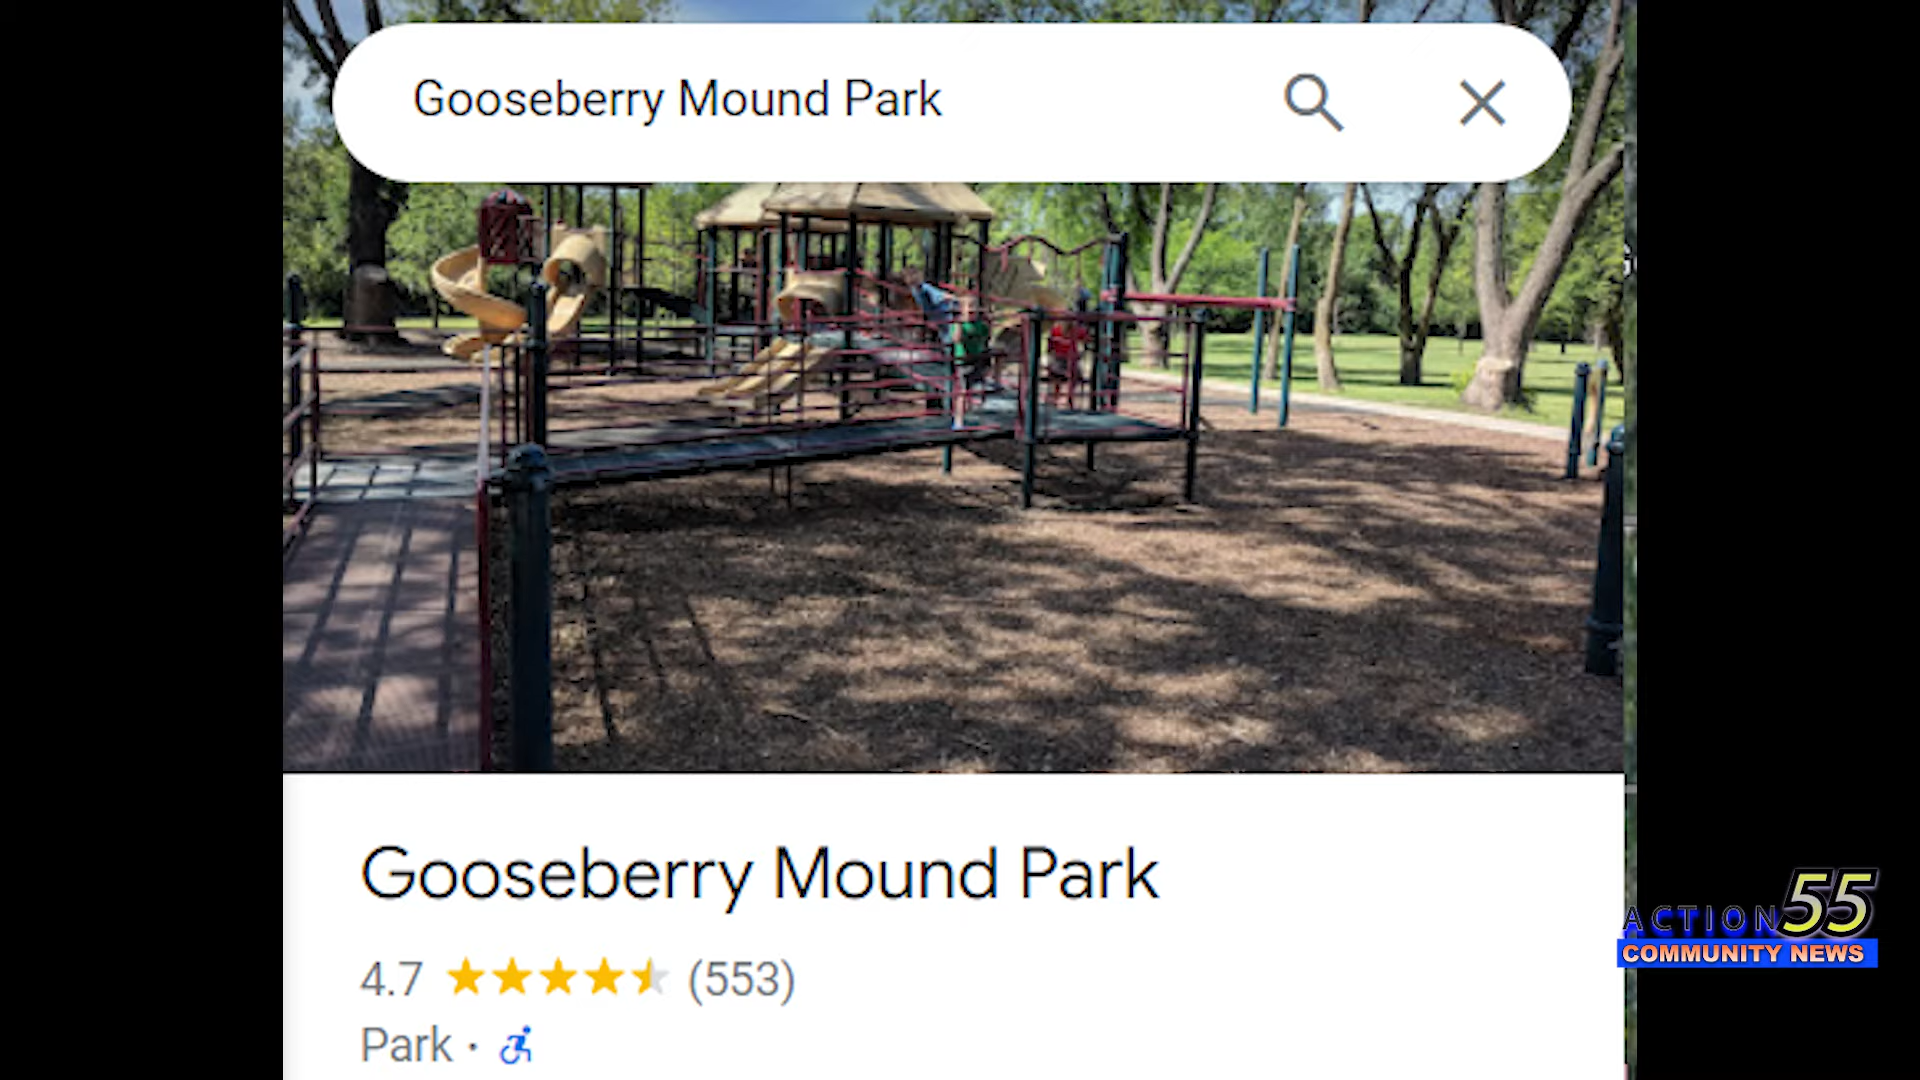 Gooseberry Mound Park
Gooseberry Mound Park
4.7 (553)
Park ·
ACTION 55
COMMUNITY NEWS